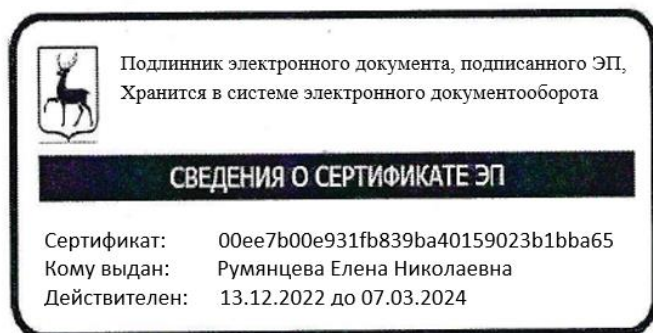 Подлинник электронного документа, подписанного ЭП,
Хранится в системе электронного документооборота
СВЕДЕНИЯ О СЕРТИФИКАТЕ ЭП
Сертификат: 00ee7b00e931fb839ba40159023b1bba65
Кому выдан: Румянцева Елена Николаевна
Действителен: 13.12.2022 до 07.03.2024